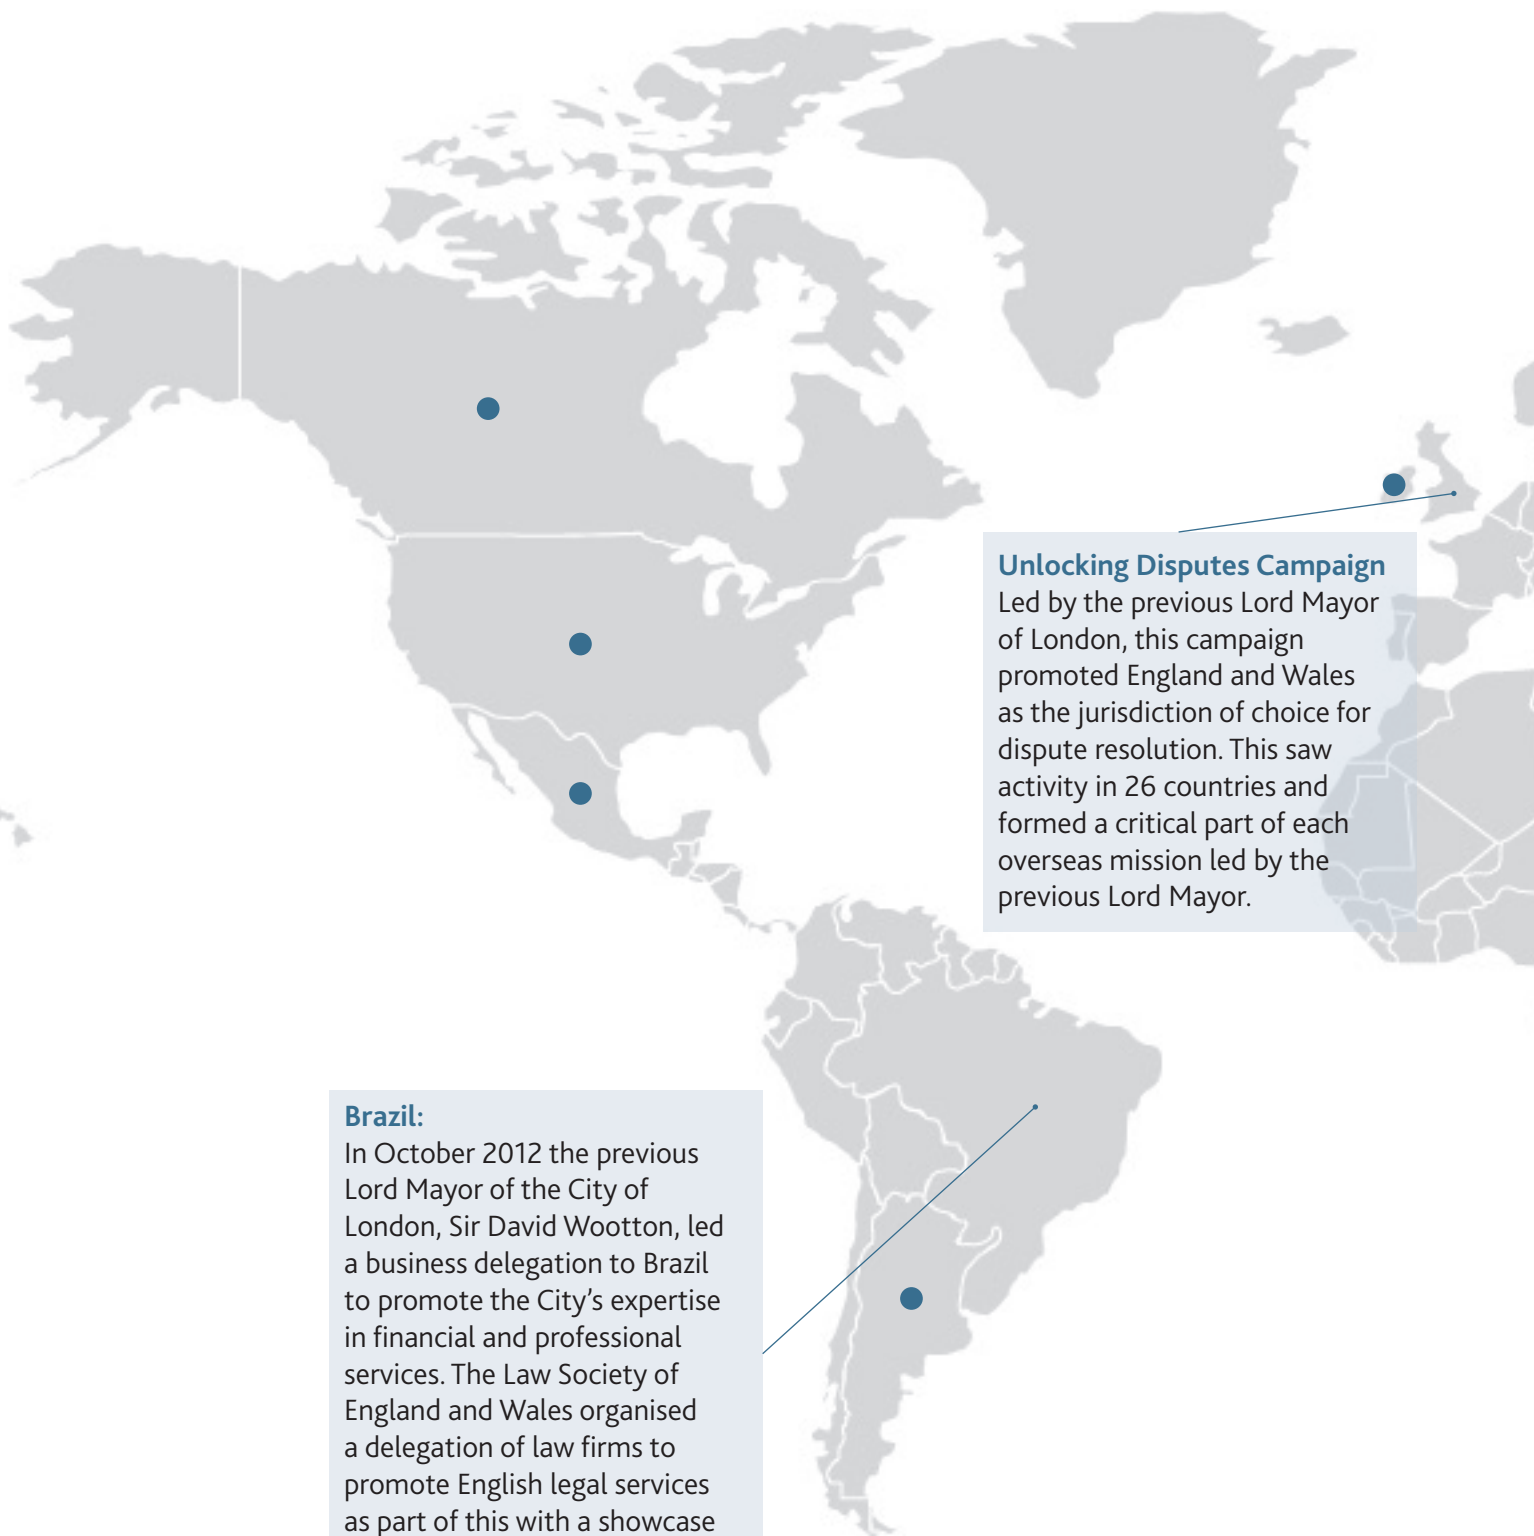 Unlocking Disputes Campaign
Led by the previous Lord Mayor
of London, this campaign
promoted England and Wales
as the jurisdiction of choice for
dispute resolution. This saw
activity in 26 countries and
formed a critical part of each
overseas mission led by the
previous Lord Mayor.
Brazil:
In October 2012 the previous
Lord Mayor of the City of
London, Sir David Wootton, led
a business delegation to Brazil
to promote the City’s expertise
in financial and professional
services. The Law Society of
England and Wales organised
a delegation of law firms to
promote English legal services
as part of this with a showcase